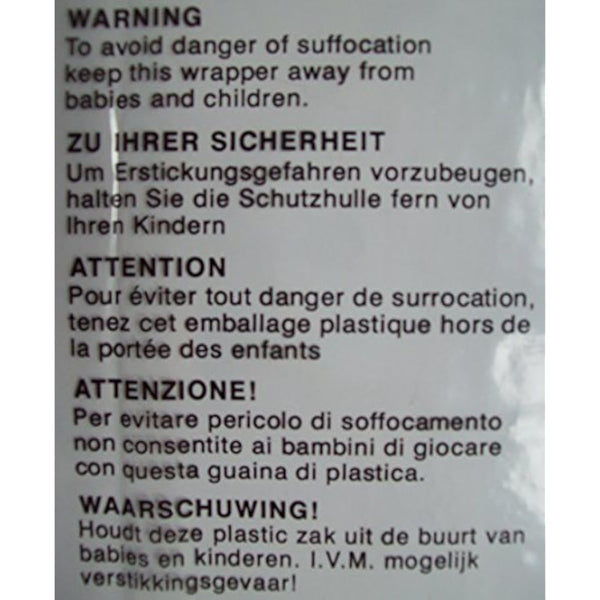 WARNING
To avoid danger of suffocation
keep this wrapper away from
babies and children.
ZU IHRER SICHERHEIT
Um Erstickungsgefahren vorzubeugen,
halten Sie die Schutzhulle fern von
Ihren Kindern
ATTENTION
Pour éviter tout danger de surrocation,
tenez cet emballage plastique hors de
la portée des enfants
ATTENZIONE!
Per evitare pericolo di soffocamento
non consentite ai bambini di giocare
con questa guaina di plastica.
WAARSCHUWING!
Houdt deze plastic zak uit de buurt van
babies en kinderen. I.V.M. mogelijk
verstikkingsgevaar!